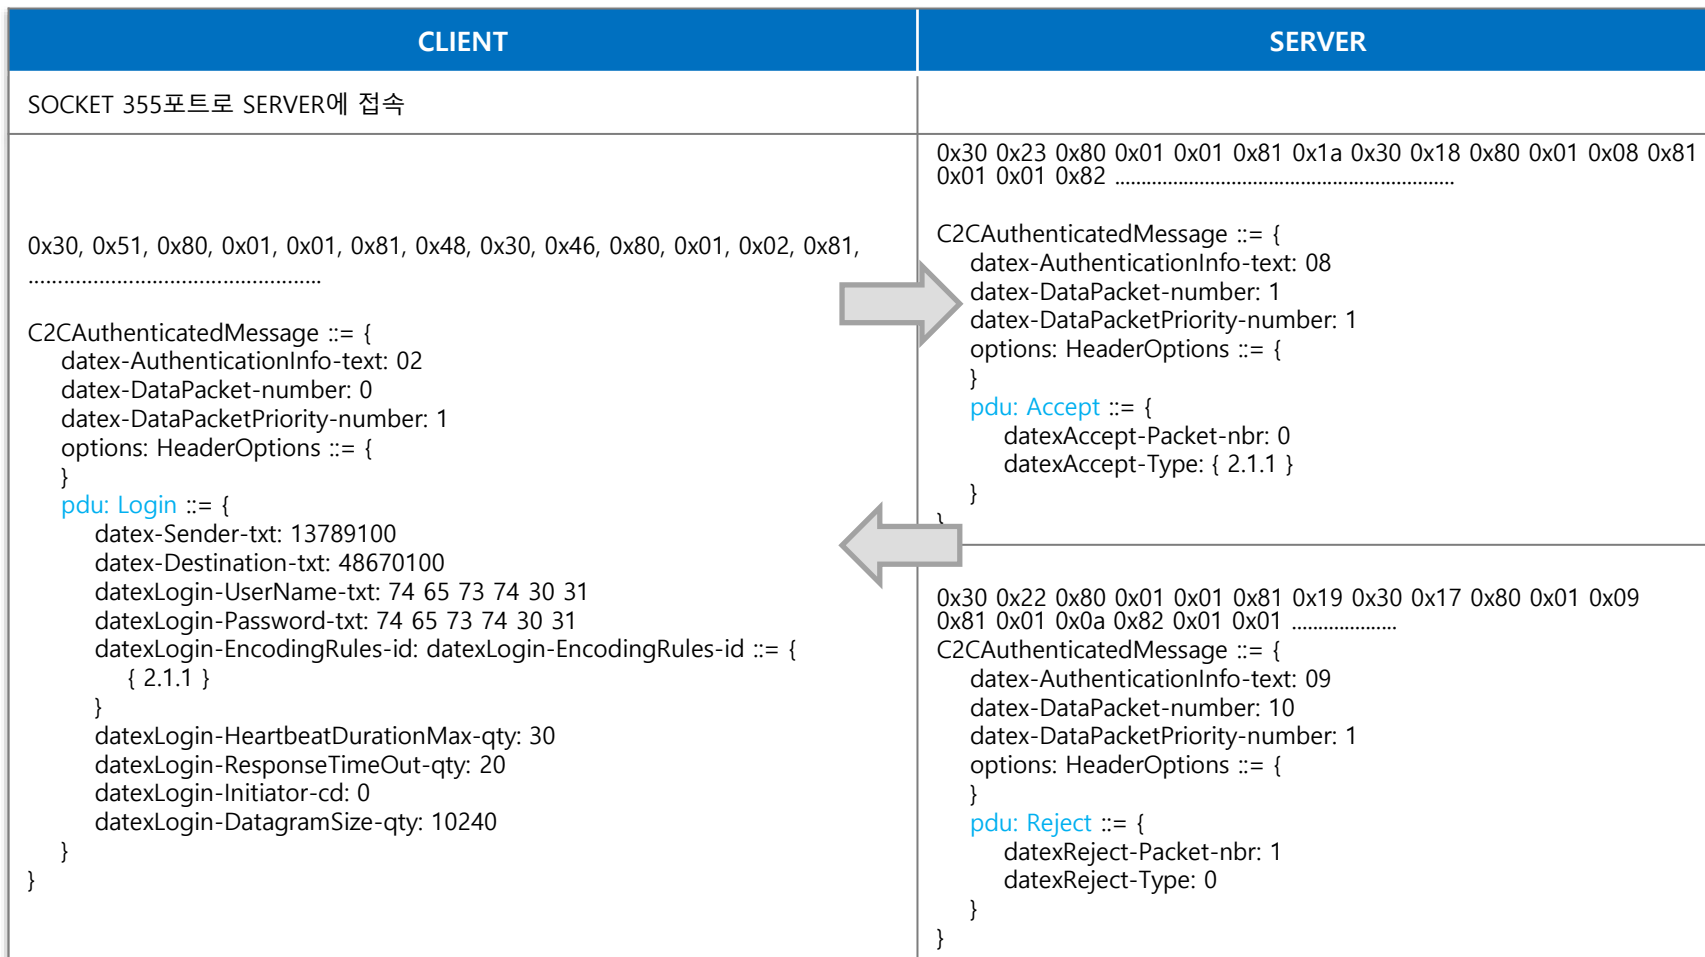 CLIENT
SERVER
SOCKET 355포트로 SERVER에 접속
0x30, 0x51, 0x80, 0x01, 0x01, 0x81, 0x48, 0x30, 0x46, 0x80, 0x01, 0x02, 0x81,
..................................................
C2CAuthenticatedMessage ::= {
datex-AuthenticationInfo-text: 02
datex-DataPacket-number: 0
datex-DataPacketPriority-number: 1
options: HeaderOptions ::= {
}
pdu: Login ::= {
datex-Sender-txt: 13789100
datex-Destination-txt: 48670100
datexLogin-UserName-txt: 74 65 73 74 30 31
datexLogin-Password-txt: 74 65 73 74 30 31
datexLogin-EncodingRules-id: datexLogin-EncodingRules-id ::= {
{ 2.1.1 }
}
datexLogin-HeartbeatDurationMax-qty: 30
datexLogin-ResponseTimeOut-qty: 20
datexLogin-Initiator-cd: 0
datexLogin-DatagramSize-qty: 10240
}
}
0x30 0x23 0x80 0x01 0x01 0x81 0x1a 0x30 0x18 0x80 0x01 0x08 0x81
0x01 0x01 0x82 ................................................................
C2CAuthenticatedMessage ::= {
datex-AuthenticationInfo-text: 08
datex-DataPacket-number: 1
datex-DataPacketPriority-number: 1
options: HeaderOptions ::= {
}
pdu: Accept ::= {
datexAccept-Packet-nbr: 0
datexAccept-Type: { 2.1.1 }
}
}
0x30 0x22 0x80 0x01 0x01 0x81 0x19 0x30 0x17 0x80 0x01 0x09
0x81 0x01 0x0a 0x82 0x01 0x01 ....................
C2CAuthenticatedMessage ::= {
datex-AuthenticationInfo-text: 09
datex-DataPacket-number: 10
datex-DataPacketPriority-number: 1
options: HeaderOptions ::= {
}
pdu: Reject ::= {
datexReject-Packet-nbr: 1
datexReject-Type: 0
}
}